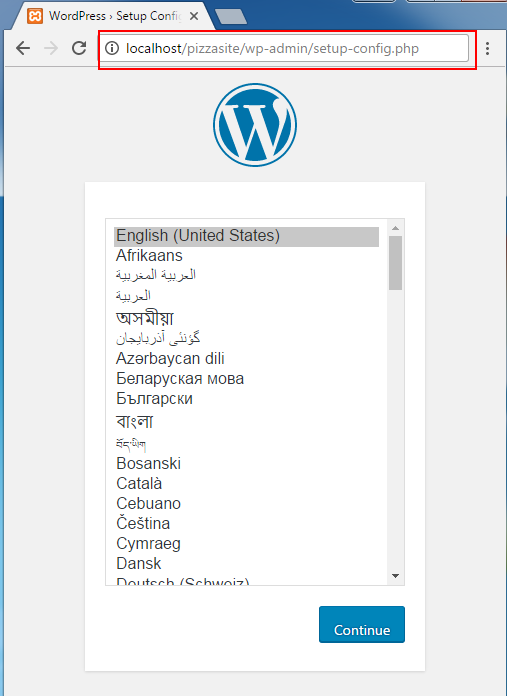 WordPress › Setup Config
localhost/pizzasite/wp-admin/setup-config.php
English (United States)
Afrikaans
العربية المغربية
العربية
অসমীয়া
گؤنئی آذربایجان
Azərbaycan dili
Беларуская мова
Български
বাংলা
བོད་ཡིག
Bosanski
Català
Cebuano
Čeština
Cymraeg
Dansk
Deutsch (Schweiz)
Continue